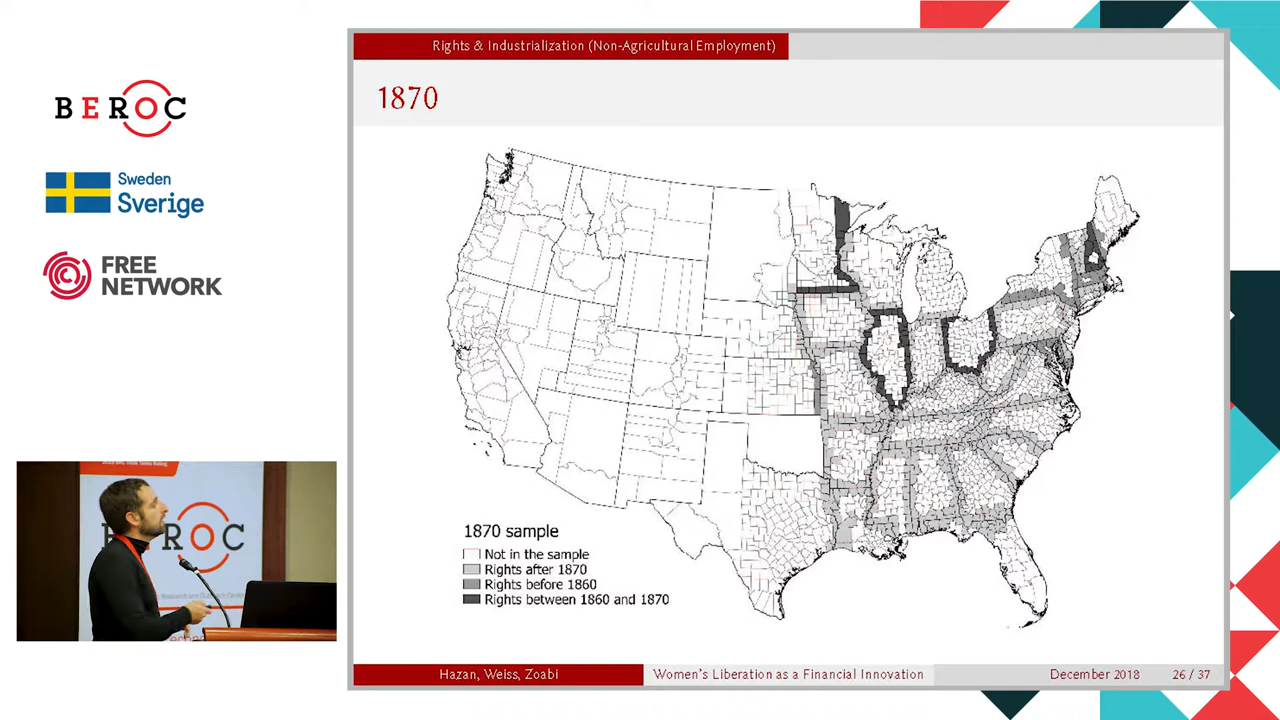 BEROC
Sweden
Sverige
FREE
NETWORK
Rights & Industrialization (Non-Agricultural Employment)
1870
1870 sample
Not in the sample
Rights after 1870
Rights before 1860
Rights between 1860 and 1870
Hazan, Weiss, Zoabi
Women's Liberation as a Financial Innovation
December 2018
26 / 37